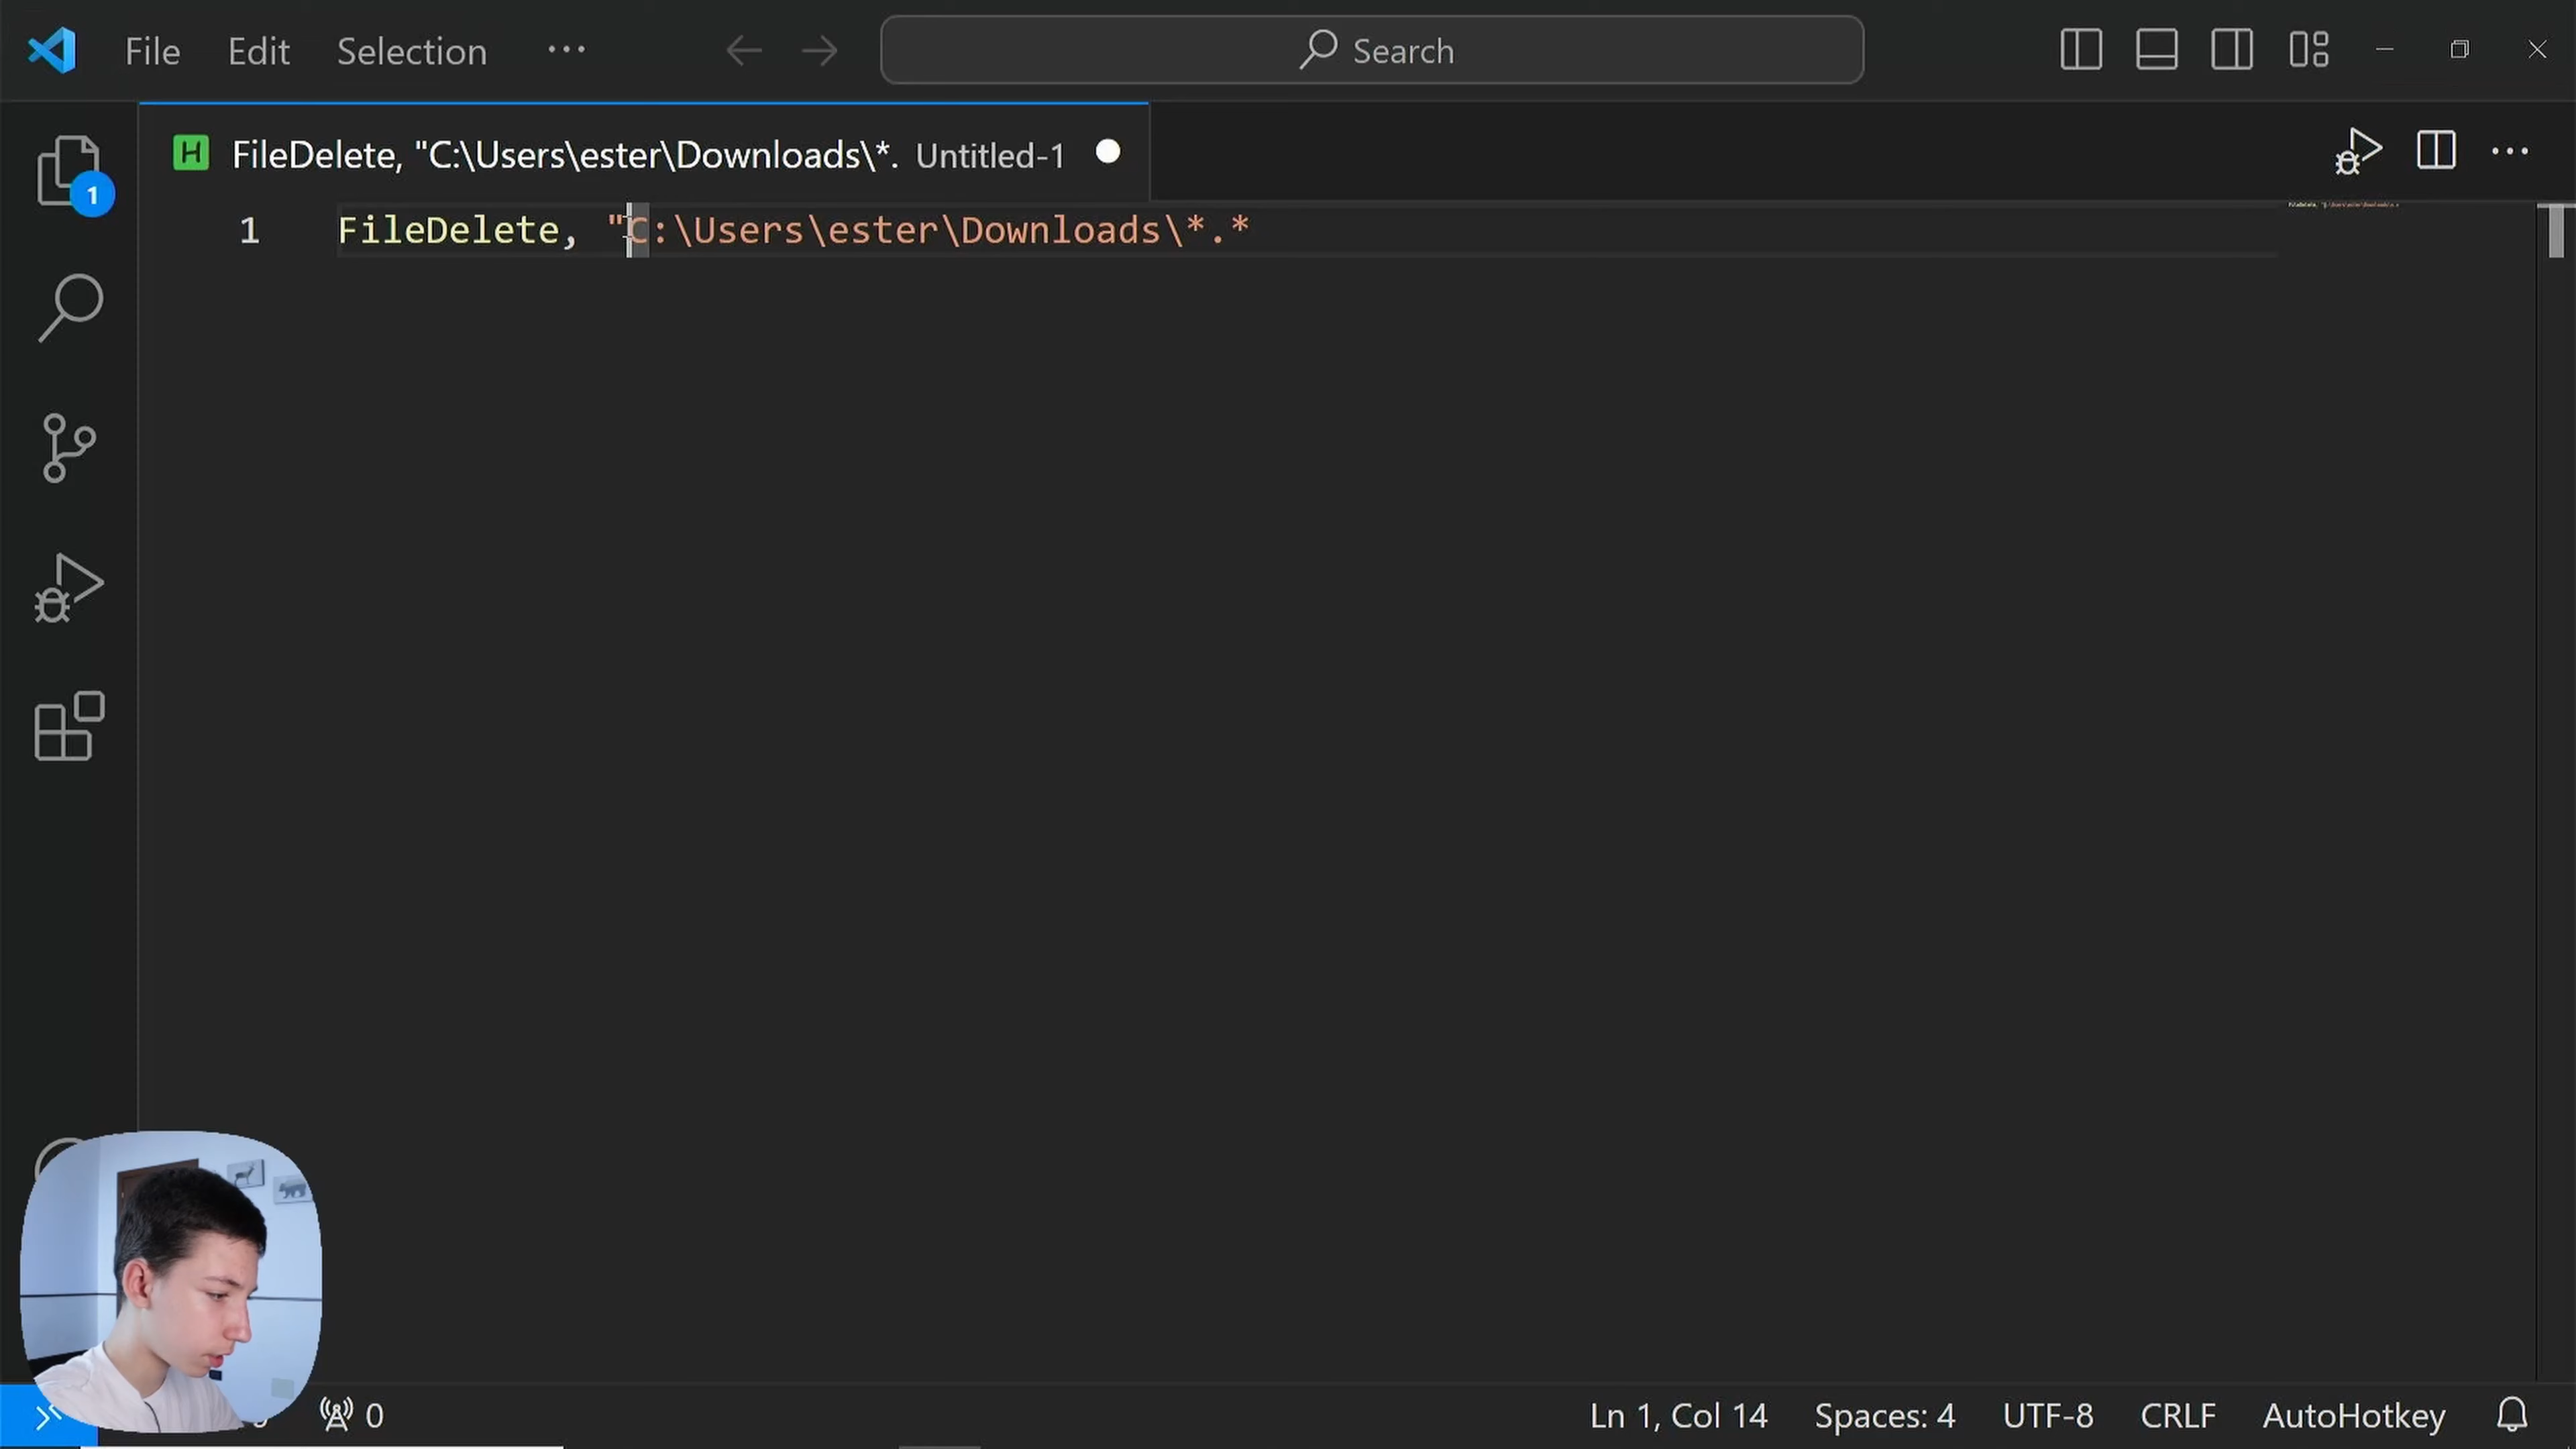 File Edit Selection ··· Search
FileDelete, "C:\Users\ester\Downloads\*. Untitled-1
1
1 FileDelete, "C:\Users\ester\Downloads\*.*
0 Ln 1, Col 14 Spaces: 4 UTF-8 CRLF AutoHotkey